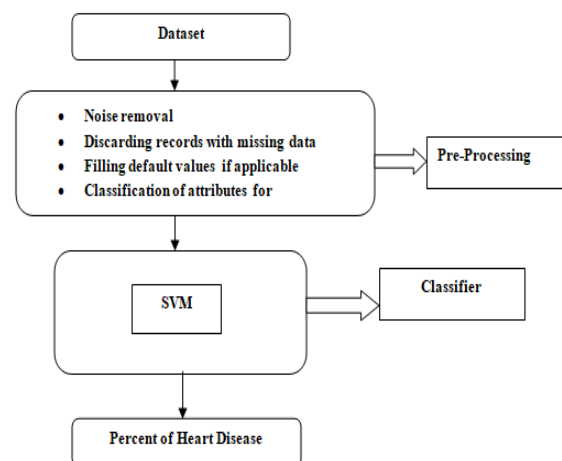 Dataset
• Noise removal
• Discarding records with missing data
• Filling default values if applicable
• Classification of attributes for
Pre-Processing
SVM
Classifier
Percent of Heart Disease